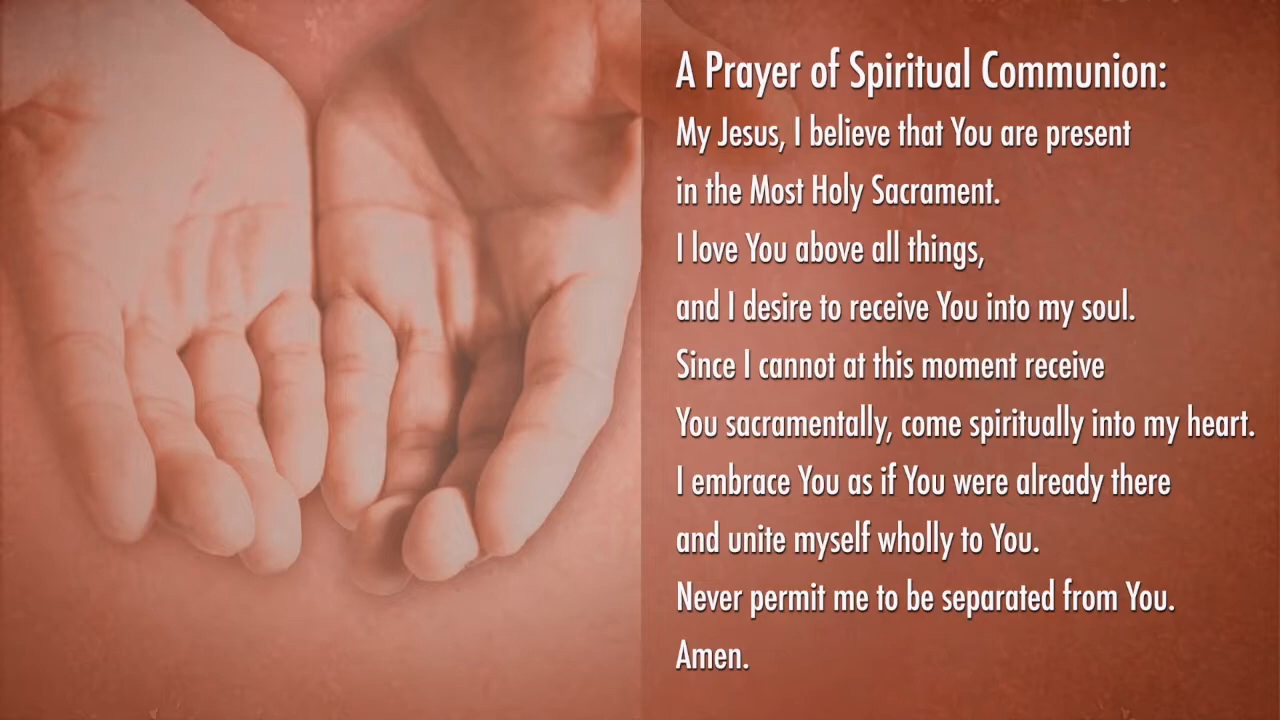 A Prayer of Spiritual Communion:
My Jesus, I believe that You are present
in the Most Holy Sacrament.
I love You above all things,
and I desire to receive You into my soul.
Since I cannot at this moment receive
You sacramentally, come spiritually into my heart.
I embrace You as if You were already there
and unite myself wholly to You.
Never permit me to be separated from You.
Amen.